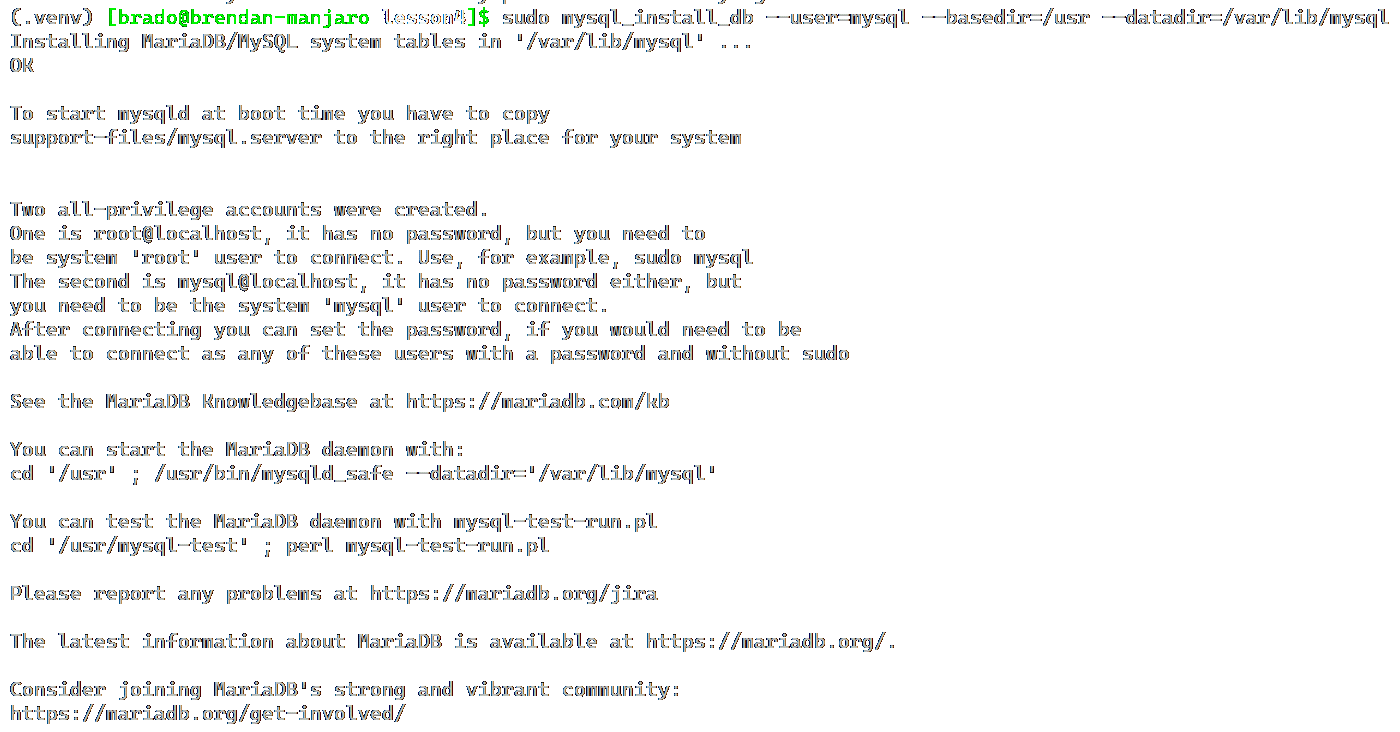 (.venv) [brado@brendan-manjaro lesson4]$ sudo mysql_install_db --user=mysql --basedir=/usr --datadir=/var/lib/mysql
Installing MariaDB/MySQL system tables in '/var/lib/mysql' ...
OK
To start mysqld at boot time you have to copy
support-files/mysql.server to the right place for your system
Two all-privilege accounts were created.
One is root@localhost, it has no password, but you need to
be system 'root' user to connect. Use, for example, sudo mysql
The second is mysql@localhost, it has no password either, but
you need to be the system 'mysql' user to connect.
After connecting you can set the password, if you would need to be
able to connect as any of these users with a password and without sudo
See the MariaDB Knowledgebase at https://mariadb.com/kb
You can start the MariaDB daemon with:
cd '/usr' ; /usr/bin/mysqld_safe --datadir='/var/lib/mysql'
You can test the MariaDB daemon with mysql-test-run.pl
cd '/usr/mysql-test' ; perl mysql-test-run.pl
Please report any problems at https://mariadb.org/jira
The latest information about MariaDB is available at https://mariadb.org/.
Consider joining MariaDB's strong and vibrant community:
https://mariadb.org/get-involved/